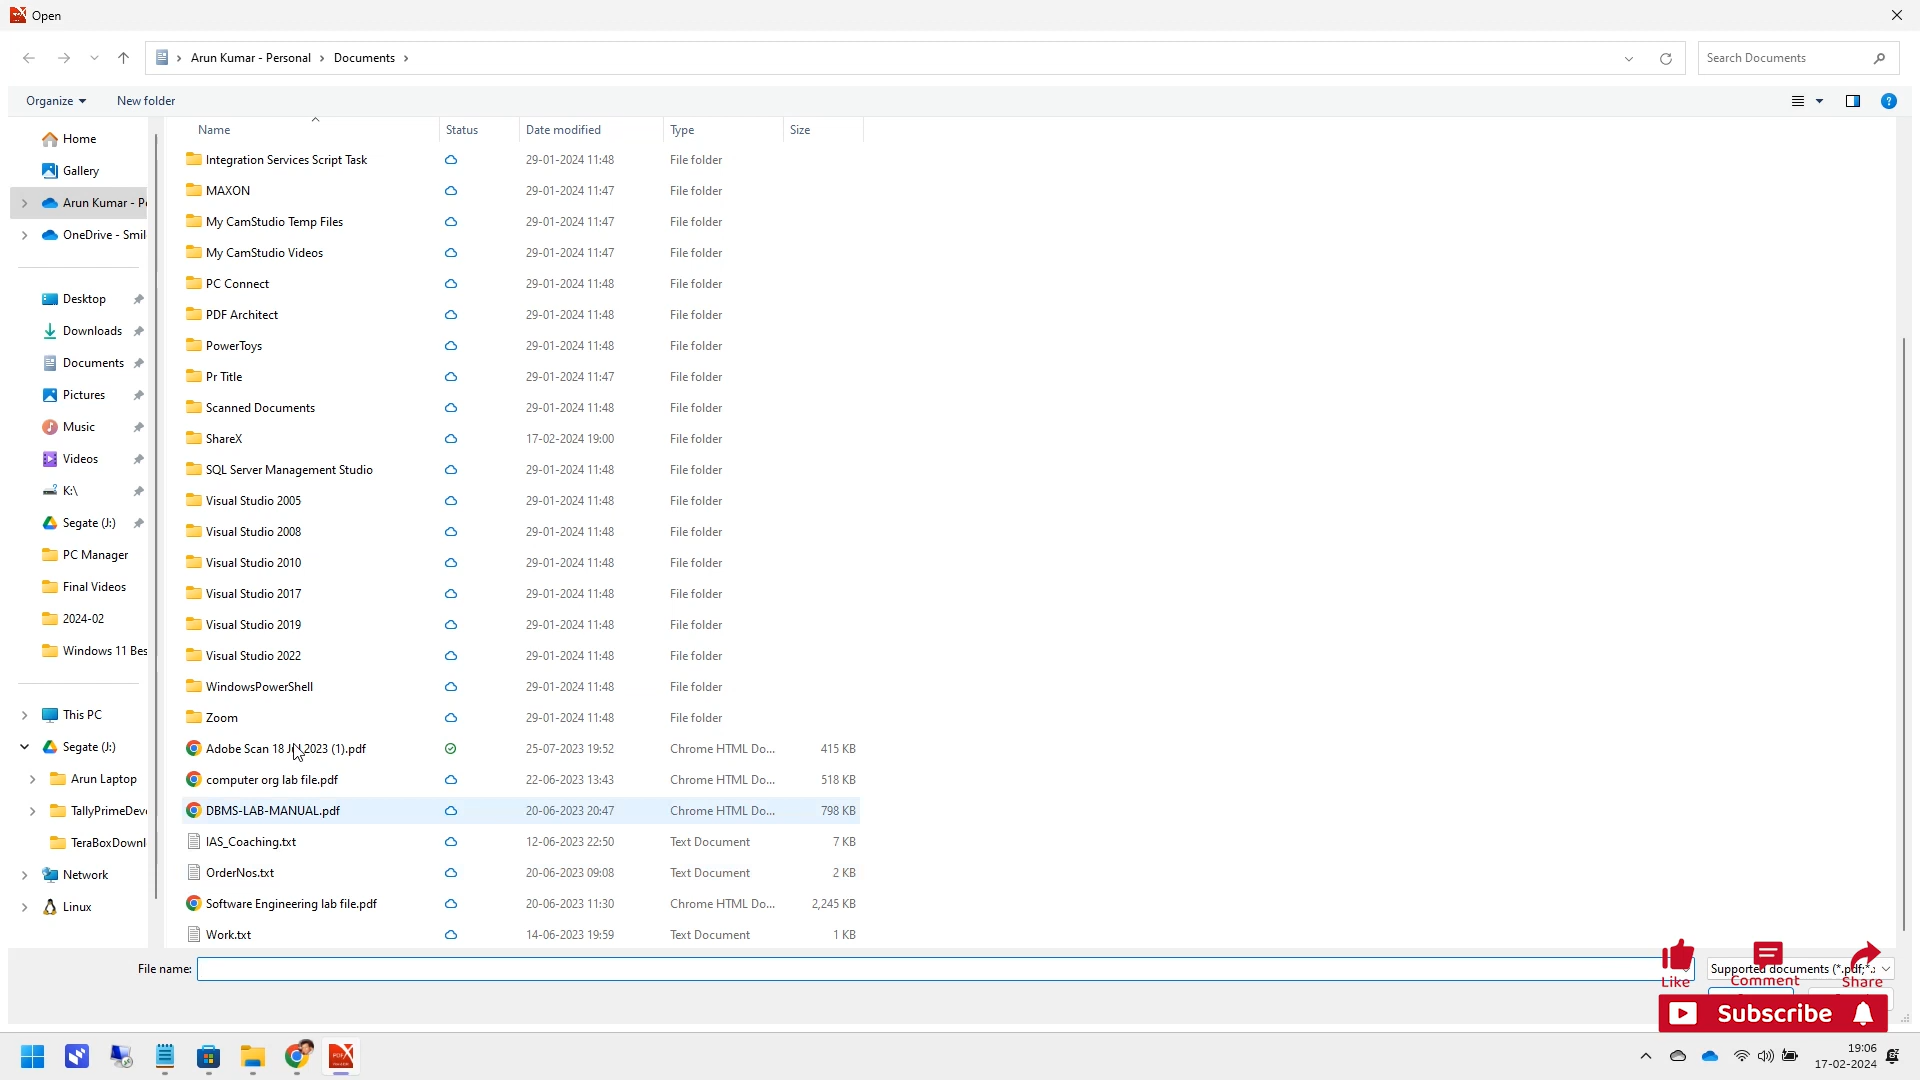 Open
Arun Kumar - Personal > Documents >
Search Documents
Organize
New folder
Name
Status
Date modified
Type
Size
Home
Gallery
Arun Kumar - Pe
OneDrive - Smil
Desktop
Downloads
Documents
Pictures
Music
Videos
K:\
Segate (J:)
PC Manager
Final Videos
2024-02
Windows 11 Bes
This PC
Segate (J:)
Arun Laptop
TallyPrimeDeve
TeraBoxDownl
Network
Linux
Integration Services Script Task 29-01-2024 11:48 File folder
MAXON 29-01-2024 11:47 File folder
My CamStudio Temp Files 29-01-2024 11:47 File folder
My CamStudio Videos 29-01-2024 11:47 File folder
PC Connect 29-01-2024 11:48 File folder
PDF Architect 29-01-2024 11:48 File folder
PowerToys 29-01-2024 11:48 File folder
Pr Title 29-01-2024 11:47 File folder
Scanned Documents 29-01-2024 11:48 File folder
ShareX 17-02-2024 19:00 File folder
SQL Server Management Studio 29-01-2024 11:48 File folder
Visual Studio 2005 29-01-2024 11:48 File folder
Visual Studio 2008 29-01-2024 11:48 File folder
Visual Studio 2010 29-01-2024 11:48 File folder
Visual Studio 2017 29-01-2024 11:48 File folder
Visual Studio 2019 29-01-2024 11:48 File folder
Visual Studio 2022 29-01-2024 11:48 File folder
WindowsPowerShell 29-01-2024 11:48 File folder
Zoom 29-01-2024 11:48 File folder
Adobe Scan 18 2023 (1).pdf 25-07-2023 19:52 Chrome HTML Do... 415 KB
computer org lab file.pdf 22-06-2023 13:43 Chrome HTML Do... 518 KB
DBMS-LAB-MANUAL.pdf 20-06-2023 20:47 Chrome HTML Do... 798 KB
IAS_Coaching.txt 12-06-2023 22:50 Text Document 7 KB
OrderNos.txt 20-06-2023 09:08 Text Document 2 KB
Software Engineering lab file.pdf 20-06-2023 11:30 Chrome HTML Do... 2,245 KB
Work.txt 14-06-2023 19:59 Text Document 1 KB
File name:
Supported documents (*.pdf;*.
Like
Comment
Share
Subscribe
19:06
17-02-2024